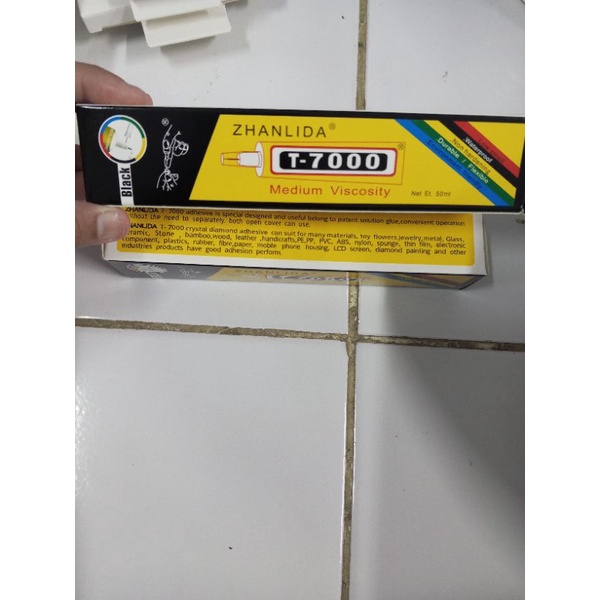 ZHANLIDA®
T-7000®
Medium Viscosity
Net Et. 50ml
Black
®
Waterproof
Durable / Flexible
ZHANLIDA T- 7000 adhesive is special designed and useful belong to patent solution glue,convenient operation
without the need to separately both open cover can use.
ZHANLIDA T- 7000 crystal diamond adhesive can suit for many materials, toy flowers,jewelry,metal, Glass,
ceramic, Stone , bamboo,wood, leather ,handicrafts,PE,PP, PVC, ABS, nylon, spunge, thin film, electronic
component, plastics, rubber, fibre,paper, mobile phone housing, LCD screen, diamond painting and other
industries products have good adhesion perform.